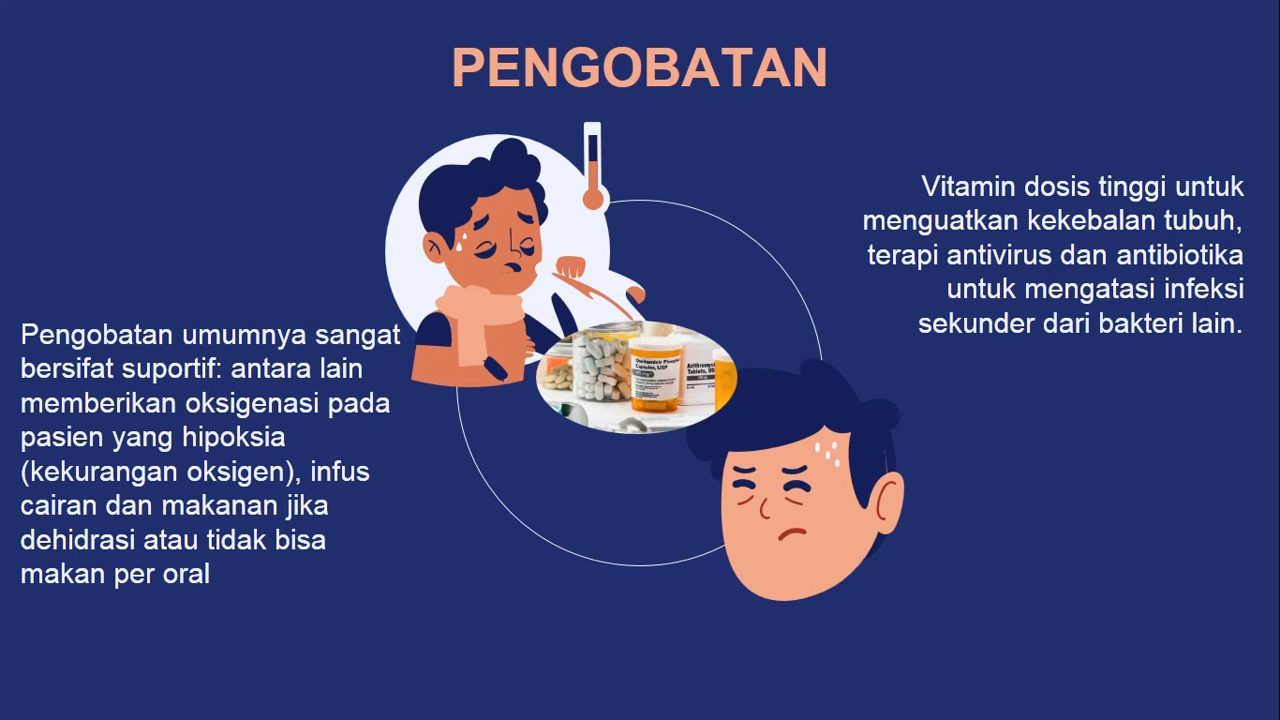 PENGOBATAN
Pengobatan umumnya sangat
bersifat suportif: antara lain
memberikan oksigenasi pada
pasien yang hipoksia
(kekurangan oksigen), infus
cairan dan makanan jika
dehidrasi atau tidak bisa
makan per oral
Vitamin dosis tinggi untuk
menguatkan kekebalan tubuh,
terapi antivirus dan antibiotika
untuk mengatasi infeksi
sekunder dari bakteri lain.
Capsules, USP